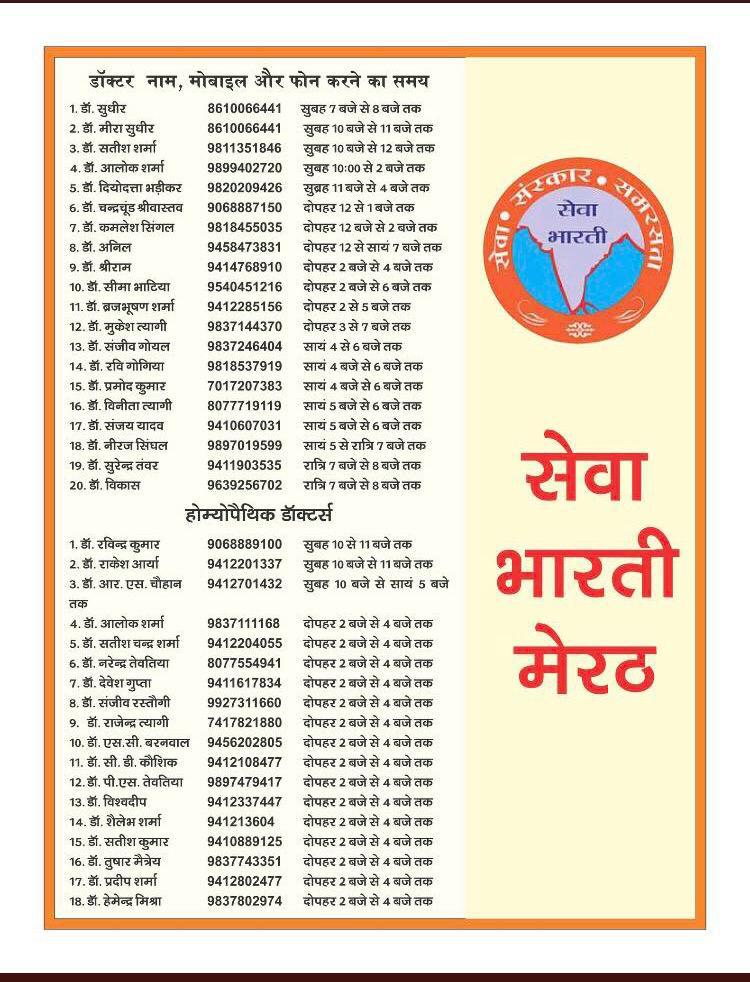 डॉक्टर नाम, मोबाइल और फोन करने का समय
1. डॉ. सुधीर 8610066441 सुबह 7 बजे से 8 बजे तक
2. डॉ. मीरा सुधीर 8610066441 सुबह 10 बजे से 11 बजे तक
3. डॉ. सतीश शर्मा 9811351846 सुबह 10 बजे से 12 बजे तक
4. डॉ. आलोक शर्मा 9899402720 सुबह 10:00 से 2 बजे तक
5. डॉ. दियोदत्ता भड़ीकर 9820209426 सुब्रह 11 बजे से 4 बजे तक
6. डॉ. चन्द्रचूंड श्रीवास्तव 9068887150 दोपहर 12 से 1 बजे तक
7. डॉ. कमलेश सिंगल 9818455035 दोपहर 12 बजे से 2 बजे तक
8. डॉ. अनिल 9458473831 दोपहर 12 से सायं 7 बजे तक
9. डॉ. श्रीराम 9414768910 दोपहर 2 बजे से 4 बजे तक
10. डॉ. सीमा भाटिया 9540451216 दोपहर 2 बजे से 6 बजे तक
11. डॉ. ब्रजभूषण शर्मा 9412285156 दोपहर 2 से 5 बजे तक
12. डॉ. मुकेश त्यागी 9837144370 दोपहर 3 से 7 बजे तक
13. डॉ. संजीव गोयल 9837246404 सायं 4 से 6 बजे तक
14. डॉ. रवि गोगिया 9818537919 सायं 4 बजे से 6 बजे तक
15. डॉ. प्रमोद कुमार 7017207383 सायं 4 बजे से 6 बजे तक
16. डॉ. विनीता त्यागी 8077719119 सायं 5 बजे से 6 बजे तक
17. डॉ. संजय यादव 9410607031 सायं 5 बजे से 6 बजे तक
18. डॉ. नीरज सिंघल 9897019599 सायं 5 से रात्रि 7 बजे तक
19. डॉ. सुरेन्द्र तंवर 9411903535 रात्रि 7 बजे से 8 बजे तक
20. डॉ. विकास 9639256702 रात्रि 7 बजे से 8 बजे तक
होम्योपैथिक डॉक्टर्स
1. डॉ. रविन्द्र कुमार 9068889100 सुबह 10 से 11 बजे तक
2. डॉ. राकेश आर्या 9412201337 सुबह 10 बजे से 11 बजे तक
3. डॉ. आर. एस. चौहान 9412701432 सुबह 10 बजे से सायं 5 बजे
तक
4. डॉ. आलोक शर्मा 9837111168 दोपहर 2 बजे से 4 बजे तक
5. डॉ. सतीश चन्द्र शर्मा 9412204055 दोपहर 2 बजे से 4 बजे तक
6. डॉ. नरेन्द्र तेवतिया 8077554941 दोपहर 2 बजे से 4 बजे तक
7. डॉ. देवेश गुप्ता 9411617834 दोपहर 2 बजे से 4 बजे तक
8. डॉ. संजीव रस्तौगी 9927311660 दोपहर 2 बजे से 4 बजे तक
9. डॉ. राजेन्द्र त्यागी 7417821880 दोपहर 2 बजे से 4 बजे तक
10. डॉ. एस.सी. बरनवाल 9456202805 दोपहर 2 बजे से 4 बजे तक
11. डॉ. सी. डी. कौशिक 9412108477 दोपहर 2 बजे से 4 बजे तक
12. डॉ. पी.एस. तेवतिया 9897479417 दोपहर 2 बजे से 4 बजे तक
13. डॉ. विश्वदीप 9412337447 दोपहर 2 बजे से 4 बजे तक
14. डॉ. शैलेभ शर्मा 941213604 दोपहर 2 बजे से 4 बजे तक
15. डॉ. सतीश कुमार 9410889125 दोपहर 2 बजे से 4 बजे तक
16. डॉ. तुषार मैत्रेय 9837743351 दोपहर 2 बजे से 4 बजे तक
17. डॉ. प्रदीप शर्मा 9412802477 दोपहर 2 बजे से 4 बजे तक
18. डॉ. हेमेन्द्र मिश्रा 9837802974 दोपहर 2 बजे से 4 बजे तक
सेवा • संस्कार • समरसता
सेवा
भारती
सेवा
भारती
मेरठ